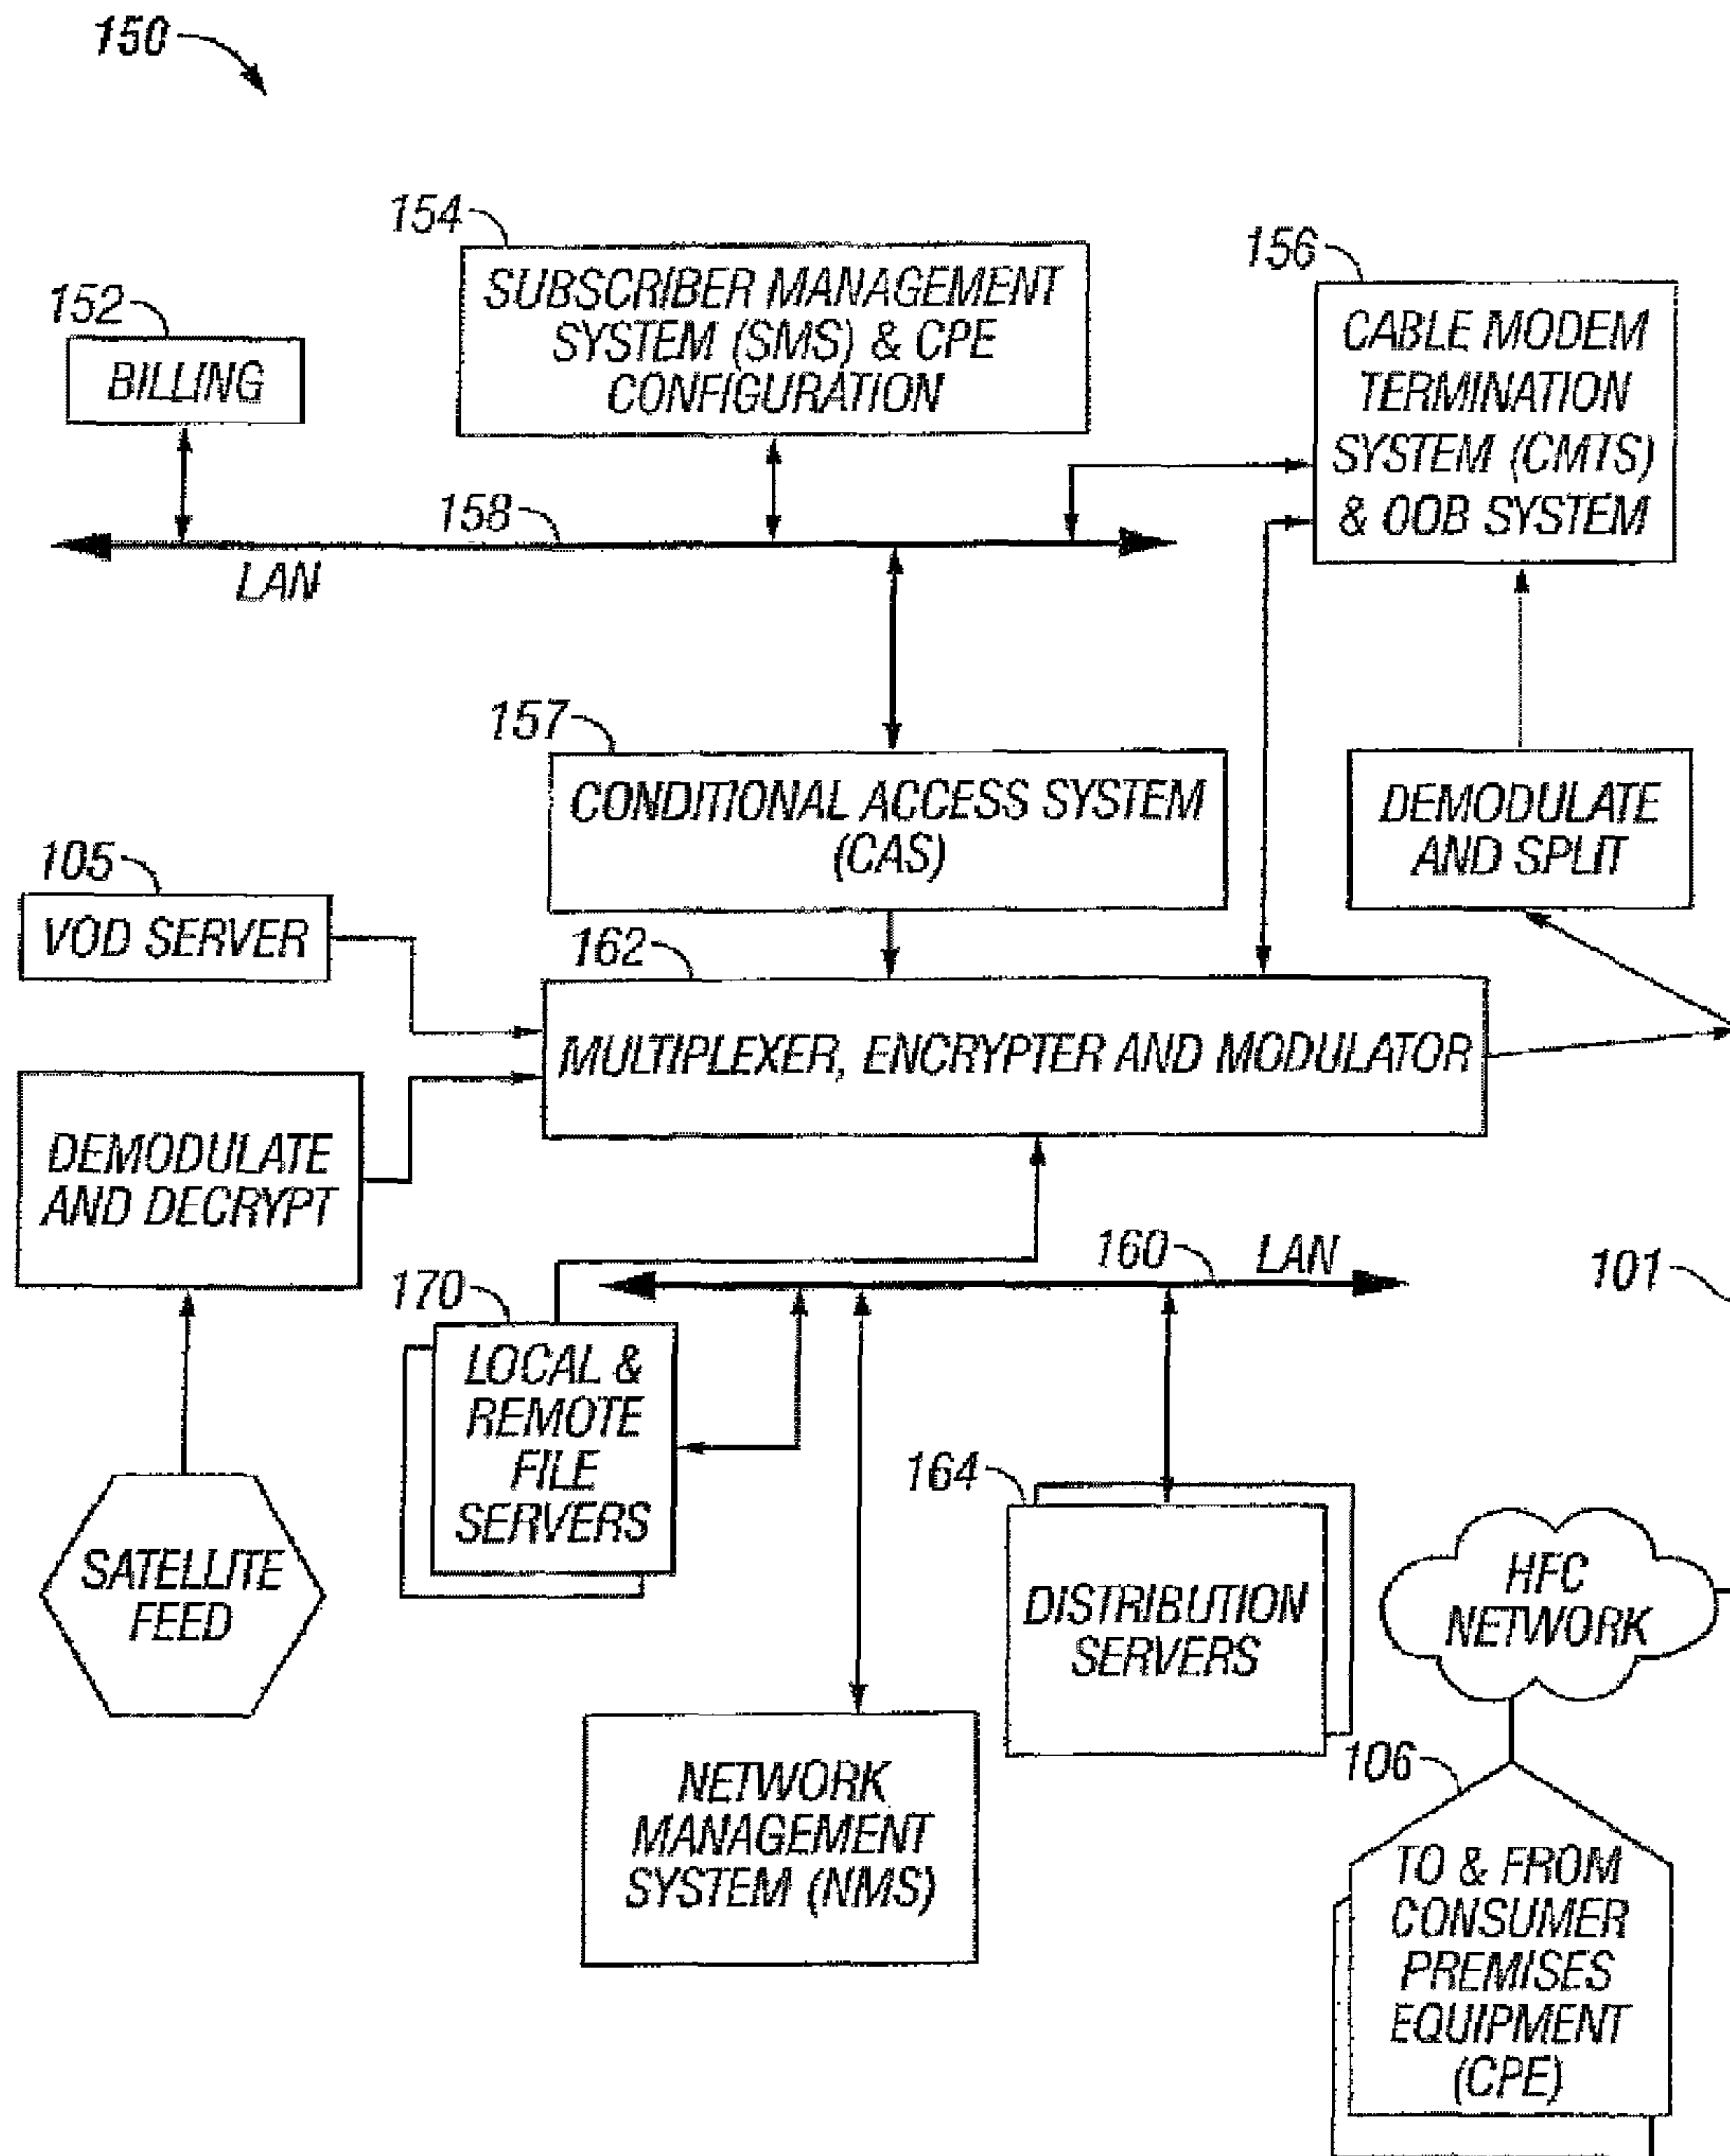 150
154
SUBSCRIBER MANAGEMENT
SYSTEM (SMS) & CPE
CONFIGURATION
156
CABLE MODEM
TERMINATION
SYSTEM (CMTS)
& OOB SYSTEM
152
BILLING
158
LAN
157
CONDITIONAL ACCESS SYSTEM
(CAS)
DEMODULATE
AND SPLIT
105
VOD SERVER
162
MULTIPLEXER, ENCRYPTER AND MODULATOR
DEMODULATE
AND DECRYPT
160
LAN
101
170
LOCAL &
REMOTE
FILE
SERVERS
164
DISTRIBUTION
SERVERS
SATELLITE
FEED
HFC
NETWORK
NETWORK
MANAGEMENT
SYSTEM (NMS)
106
TO & FROM
CONSUMER
PREMISES
EQUIPMENT
(CPE)